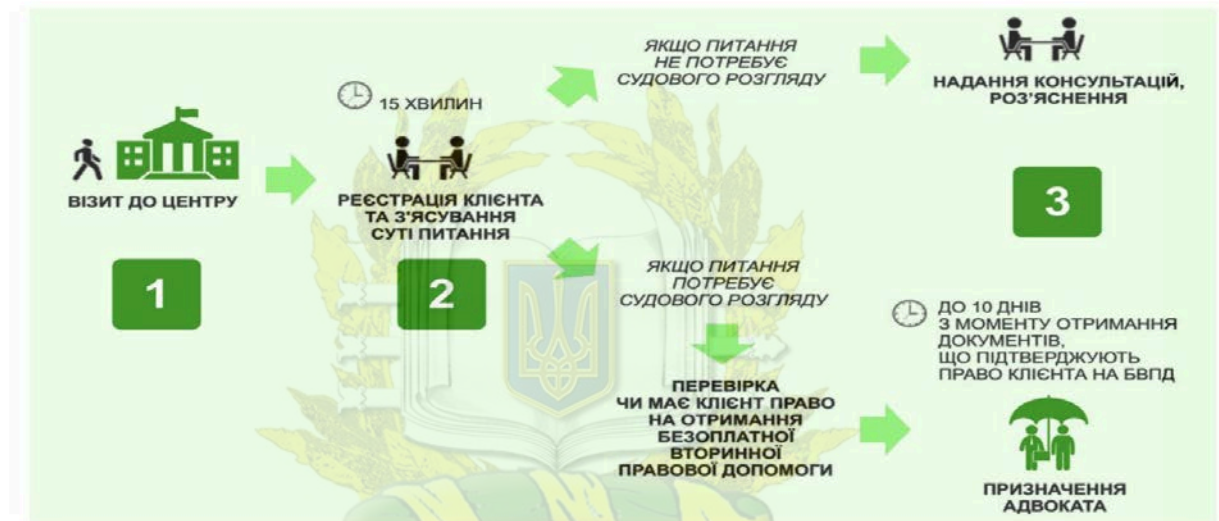 ВІЗИТ ДО ЦЕНТРУ
1
15 ХВИЛИН
РЕЄСТРАЦІЯ КЛІЄНТА
ТА З'ЯСУВАННЯ
СУТІ ПИТАННЯ
2
ЯКЩО ПИТАННЯ
НЕ ПОТРЕБУЄ
СУДОВОГО РОЗГЛЯДУ
НАДАННЯ КОНСУЛЬТАЦІЙ,
РОЗ'ЯСНЕННЯ
3
ЯКЩО ПИТАННЯ
ПОТРЕБУЄ
СУДОВОГО РОЗГЛЯДУ
ПЕРЕВІРКА
ЧИ МАЄ КЛІЄНТ ПРАВО
НА ОТРИМАННЯ
БЕЗОПЛАТНОЇ
ВТОРИННОЇ
ПРАВОВОЇ ДОПОМОГИ
ДО 10 ДНІВ
З МОМЕНТУ ОТРИМАННЯ
ДОКУМЕНТІВ,
ЩО ПІДТВЕРДЖУЮТЬ
ПРАВО КЛІЄНТА НА БВПД
ПРИЗНАЧЕННЯ
АДВОКАТА